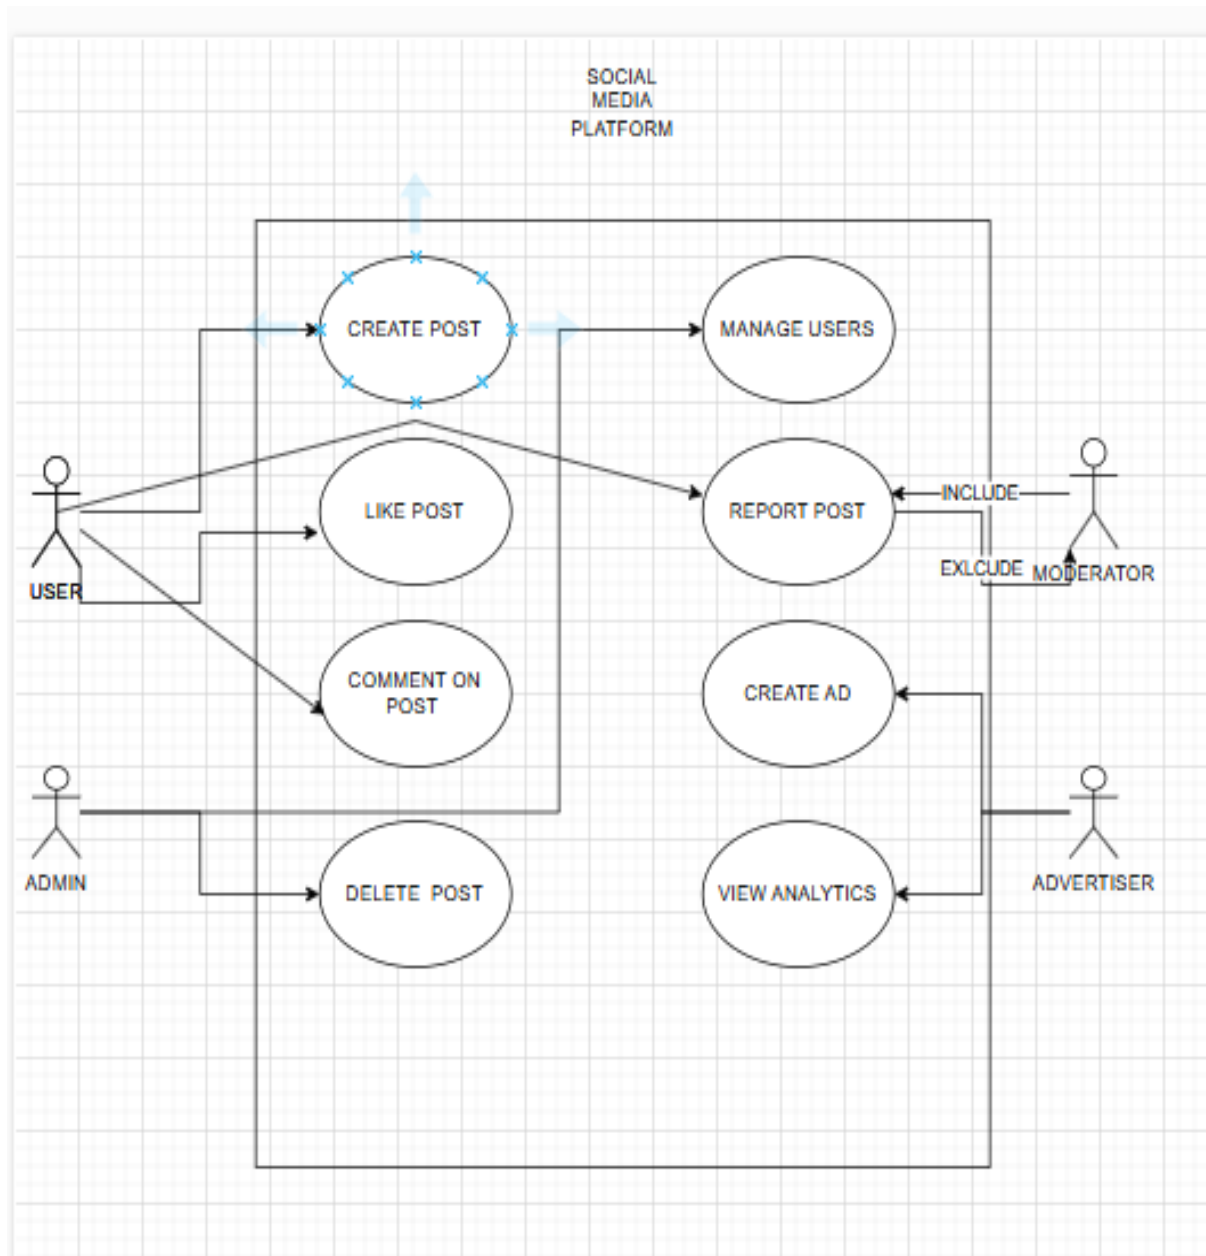 SOCIAL
MEDIA
PLATFORM
CREATE POST
MANAGE USERS
LIKE POST
REPORT POST
INCLUDE
EXLCUDE
MODERATOR
USER
COMMENT ON
POST
CREATE AD
ADMIN
DELETE POST
VIEW ANALYTICS
ADVERTISER